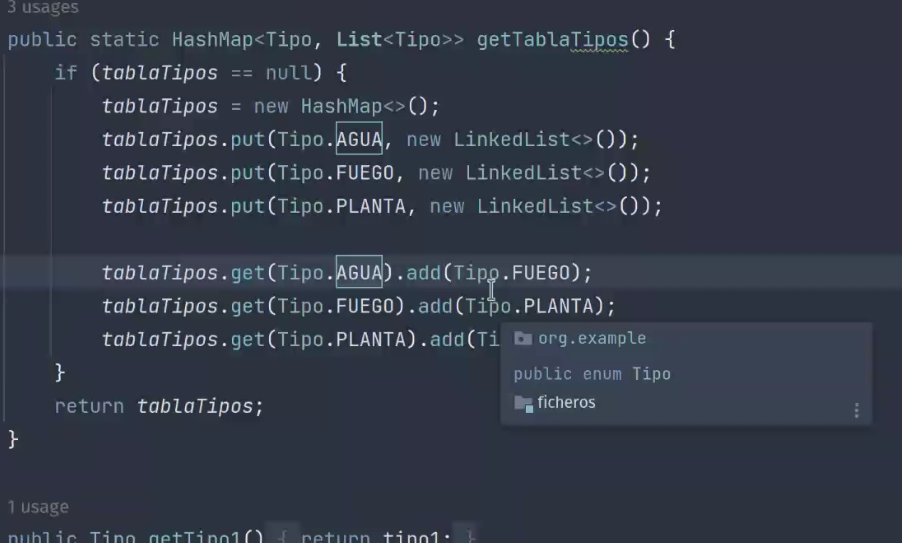 3 usages
public static HashMap<Tipo, List<Tipo>> getTablaTipos() {
if (tablaTipos == null) {
tablaTipos = new HashMap<>();
tablaTipos.put(Tipo.AGUA, new LinkedList<>());
tablaTipos.put(Tipo.FUEGO, new LinkedList<>());
tablaTipos.put(Tipo.PLANTA, new LinkedList<>());
tablaTipos.get(Tipo.AGUA).add(Tipo.FUEGO);
tablaTipos.get(Tipo.FUEGO).add(Tipo.PLANTA);
tablaTipos.get(Tipo.PLANTA).add(Ti
org.example
public enum Tipo
ficheros
}
return tablaTipos;
}
1 usage
public Tipo getTipo1() { return tipo1; }